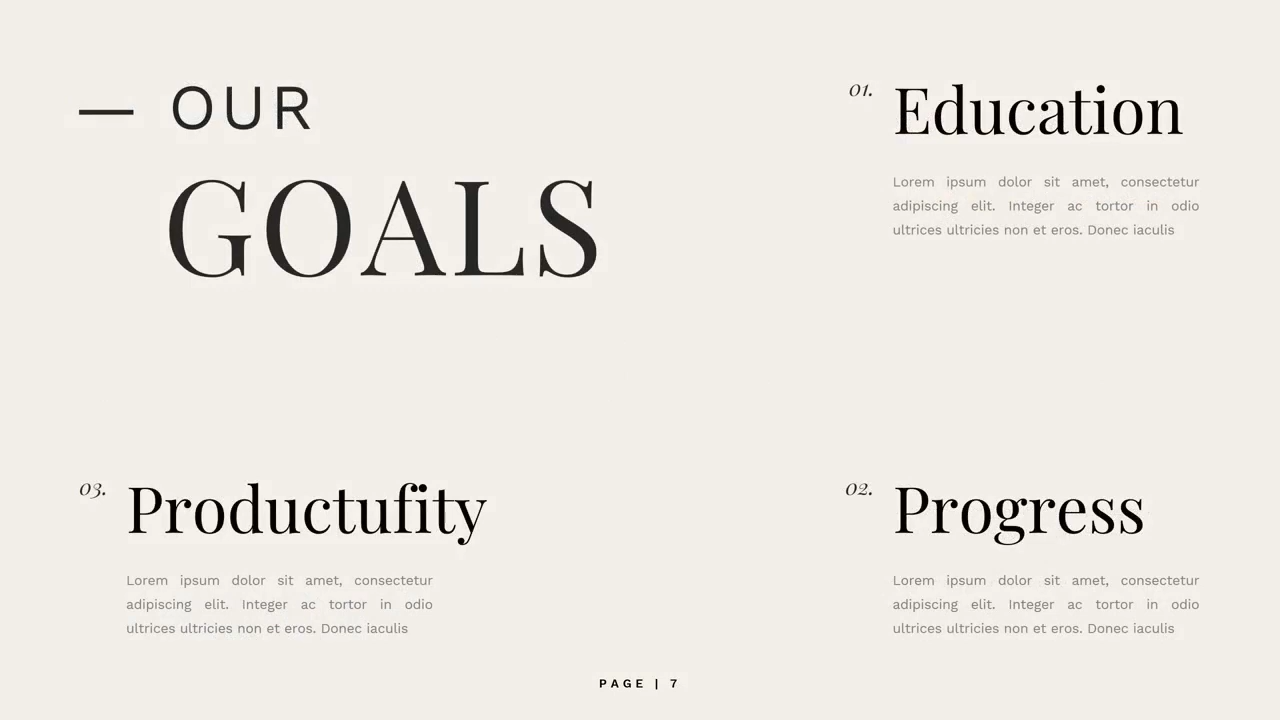 — OUR
GOALS
01. Education
Lorem ipsum dolor sit amet, consectetur
adipiscing elit. Integer ac tortor in odio
ultrices ultricies non et eros. Donec iaculis
02. Progress
Lorem ipsum dolor sit amet, consectetur
adipiscing elit. Integer ac tortor in odio
ultrices ultricies non et eros. Donec iaculis
03. Productufity
Lorem ipsum dolor sit amet, consectetur
adipiscing elit. Integer ac tortor in odio
ultrices ultricies non et eros. Donec iaculis
PAGE | 7